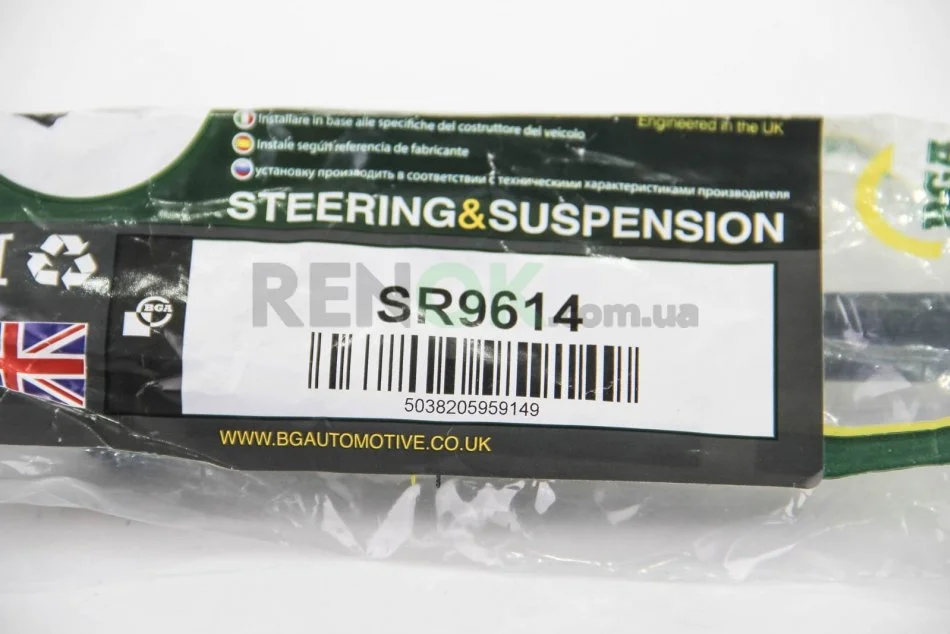 Installare in base alle specifiche del costruttore del veicolo
Engineered in the UK
Instale según referencia de fabricante
установку производить в соответствии с техническими характеристиками производителя
STEERING&SUSPENSION
BGA
RENOK.com.ua
SR9614
5038205959149
WWW.BGAUTOMOTIVE.CO.UK